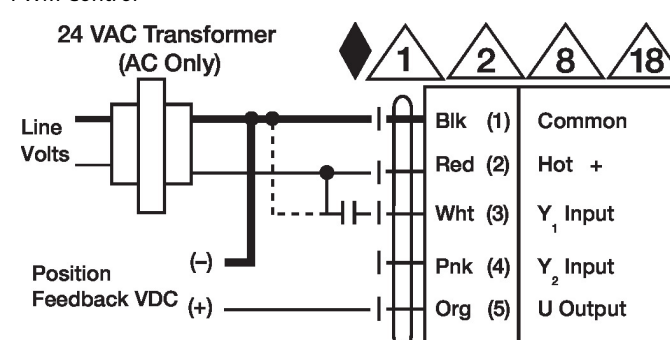 24 VAC Transformer
(AC Only)
1 2 8 18
Line
Volts
Blk (1) Common
Red (2) Hot +
Wht (3) Y1 Input
(–)
Pnk (4) Y2 Input
Position
Feedback VDC (+)
Org (5) U Output